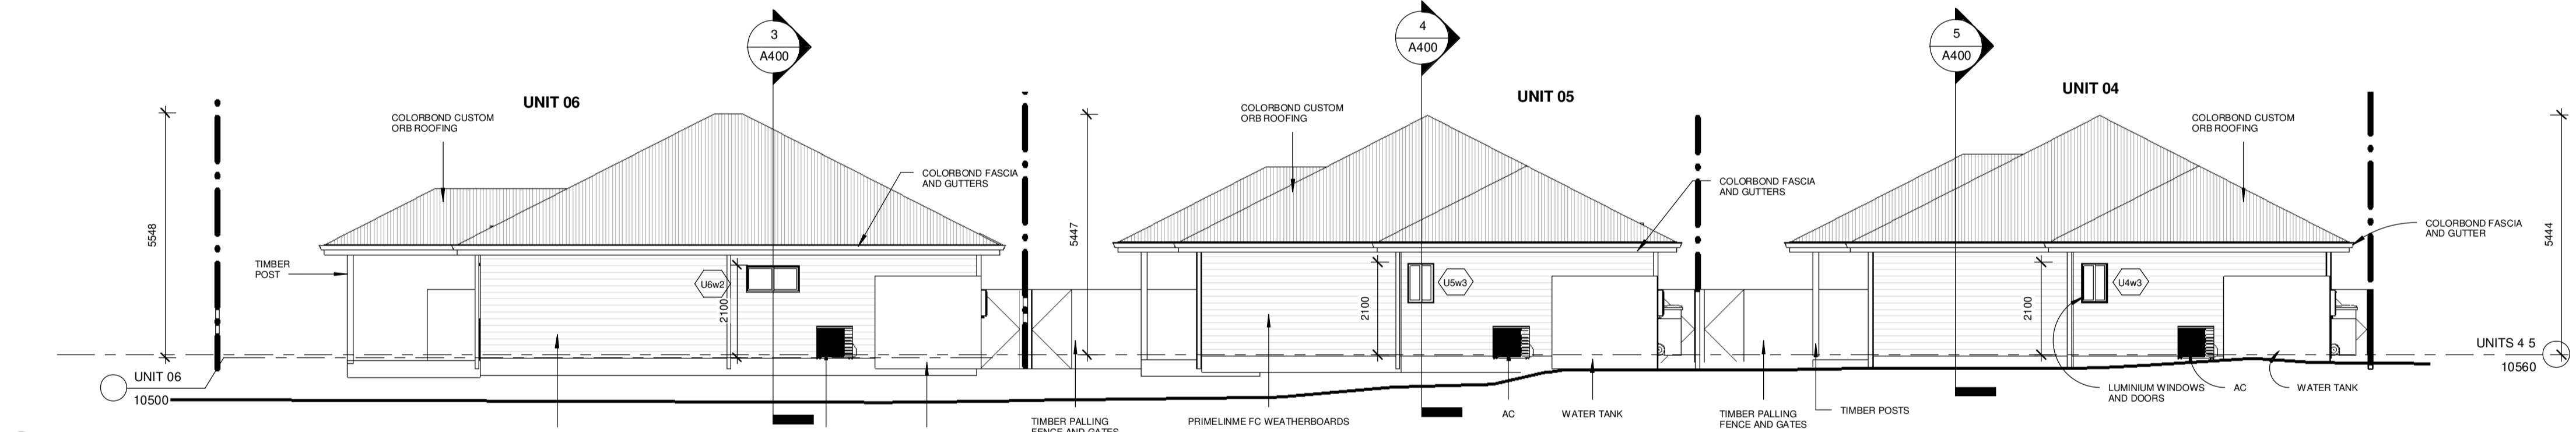 3
A400
4
A400
5
A400
UNIT 06
UNIT 05
UNIT 04
COLORBOND CUSTOM
ORB ROOFING
COLORBOND CUSTOM
ORB ROOFING
COLORBOND CUSTOM
ORB ROOFING
5548
COLORBOND FASCIA
AND GUTTERS
5447
COLORBOND FASCIA
AND GUTTERS
COLORBOND FASCIA
AND GUTTER
5444
TIMBER
POST
U6w2
2100
U5w3
2100
U4w3
2100
UNIT 06
10500
UNITS 4 5
10560
TIMBER PALLING
FENCE AND GATES
PRIMELINME FC WEATHERBOARDS
AC
WATER TANK
TIMBER PALLING
FENCE AND GATES
TIMBER POSTS
LUMINIUM WINDOWS
AND DOORS
AC
WATER TANK